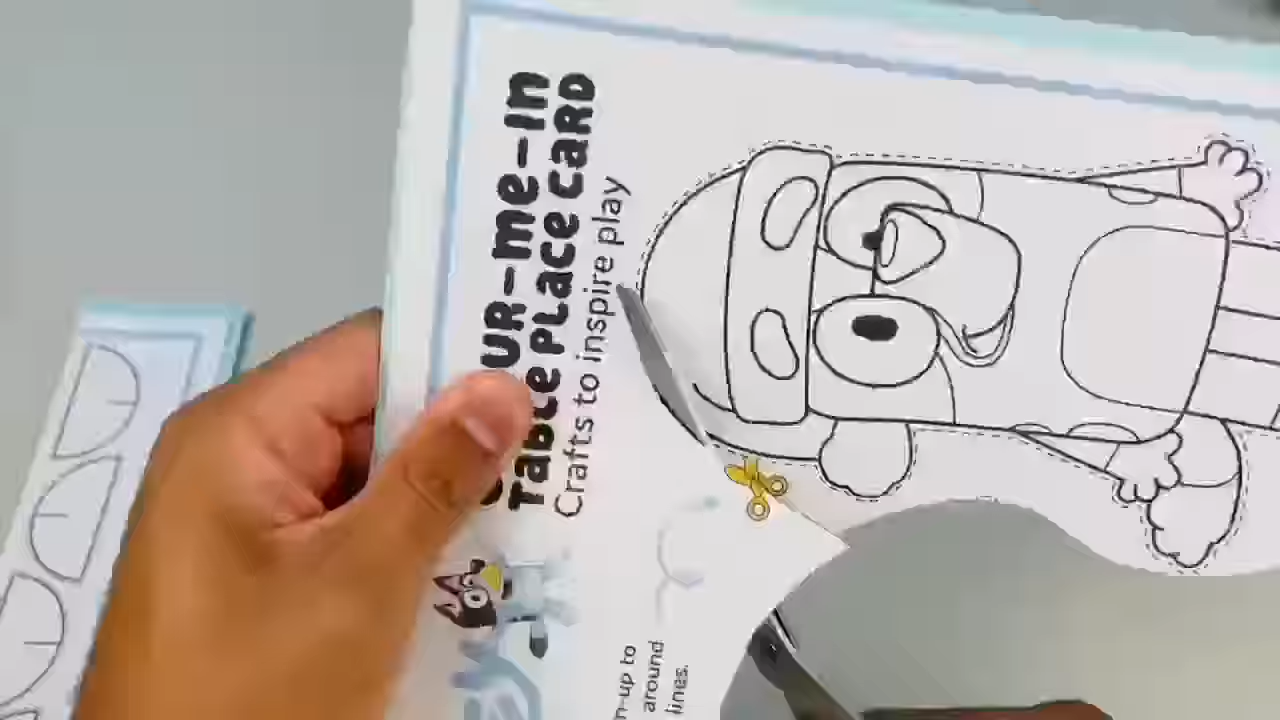 UR-me-in
Table Place Card
Crafts to inspire play
n-up to
around
lines.